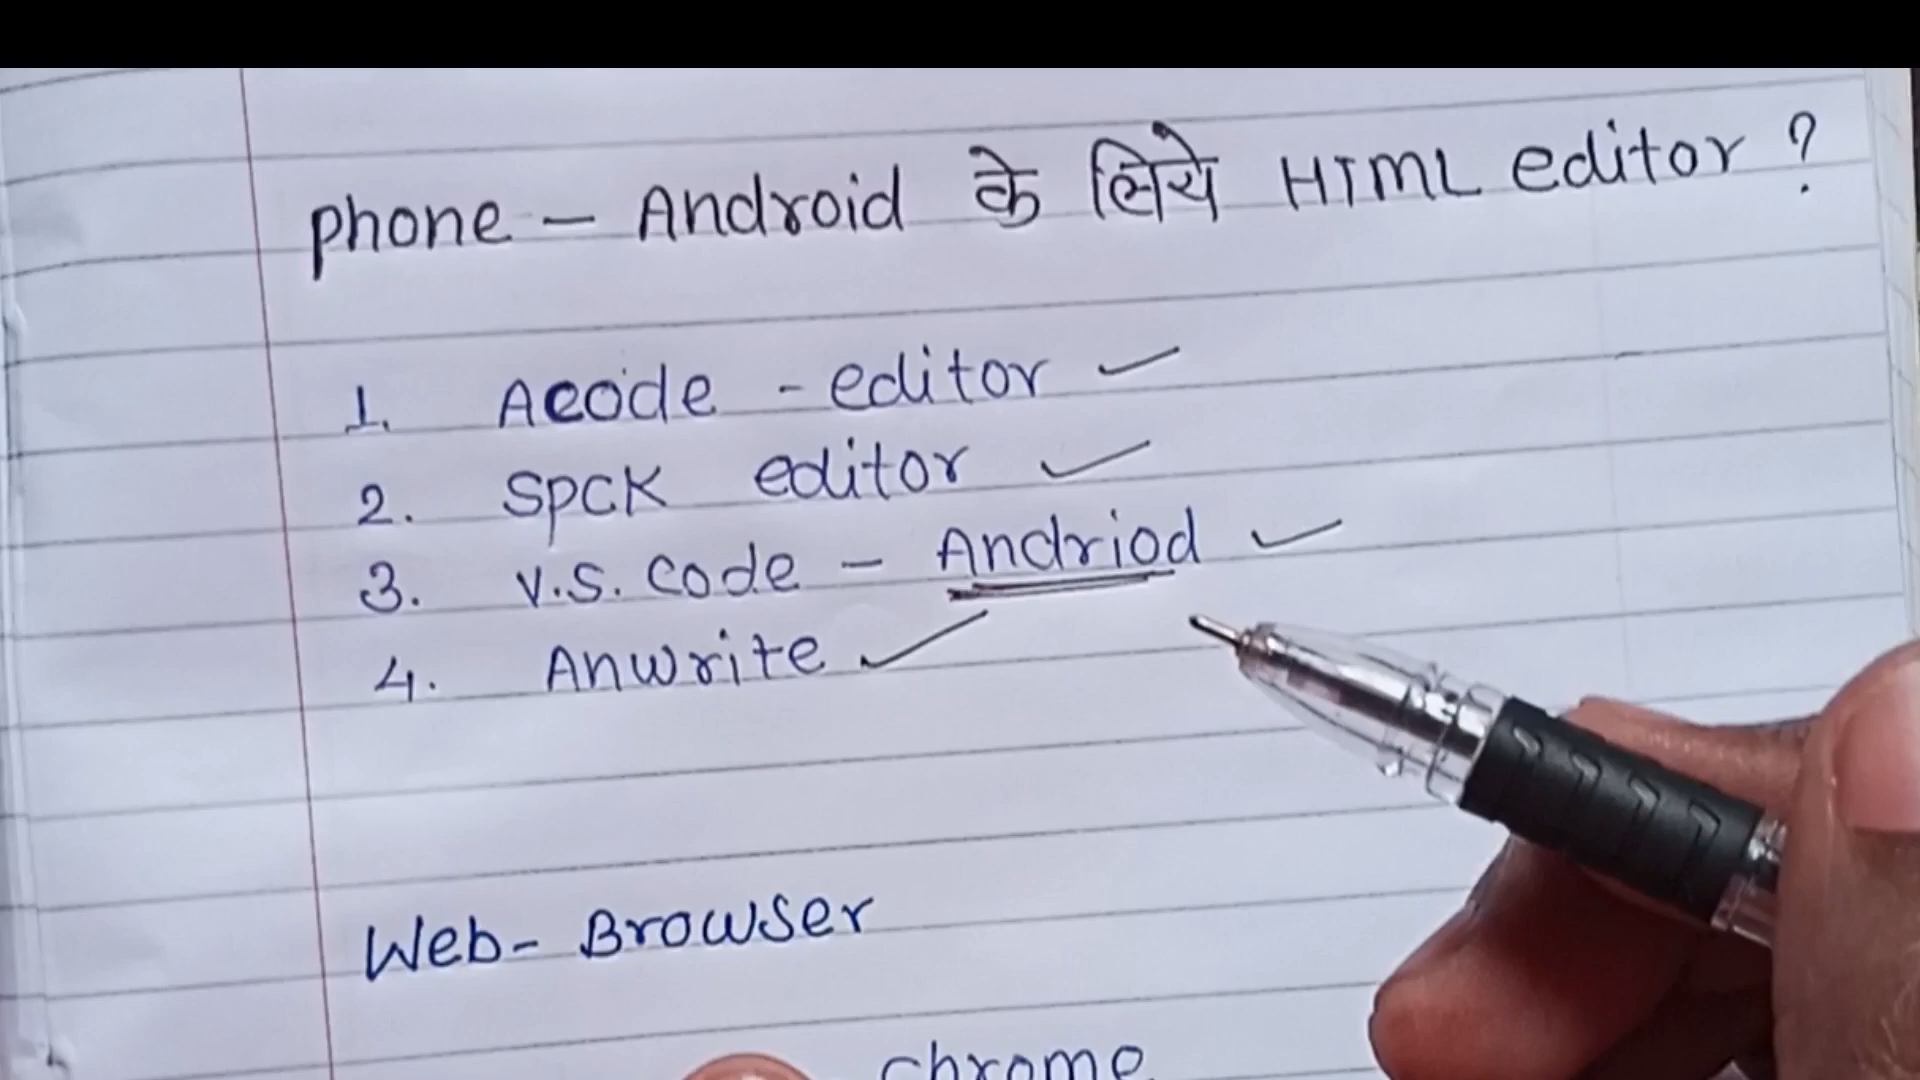 phone - Android के लिये HTML editor ?
1. Acode - editor ✓
2. SPCK editor ✓
3. V.S. code - Andriod ✓
4. Anwrite ✓
Web - Browser
chrome